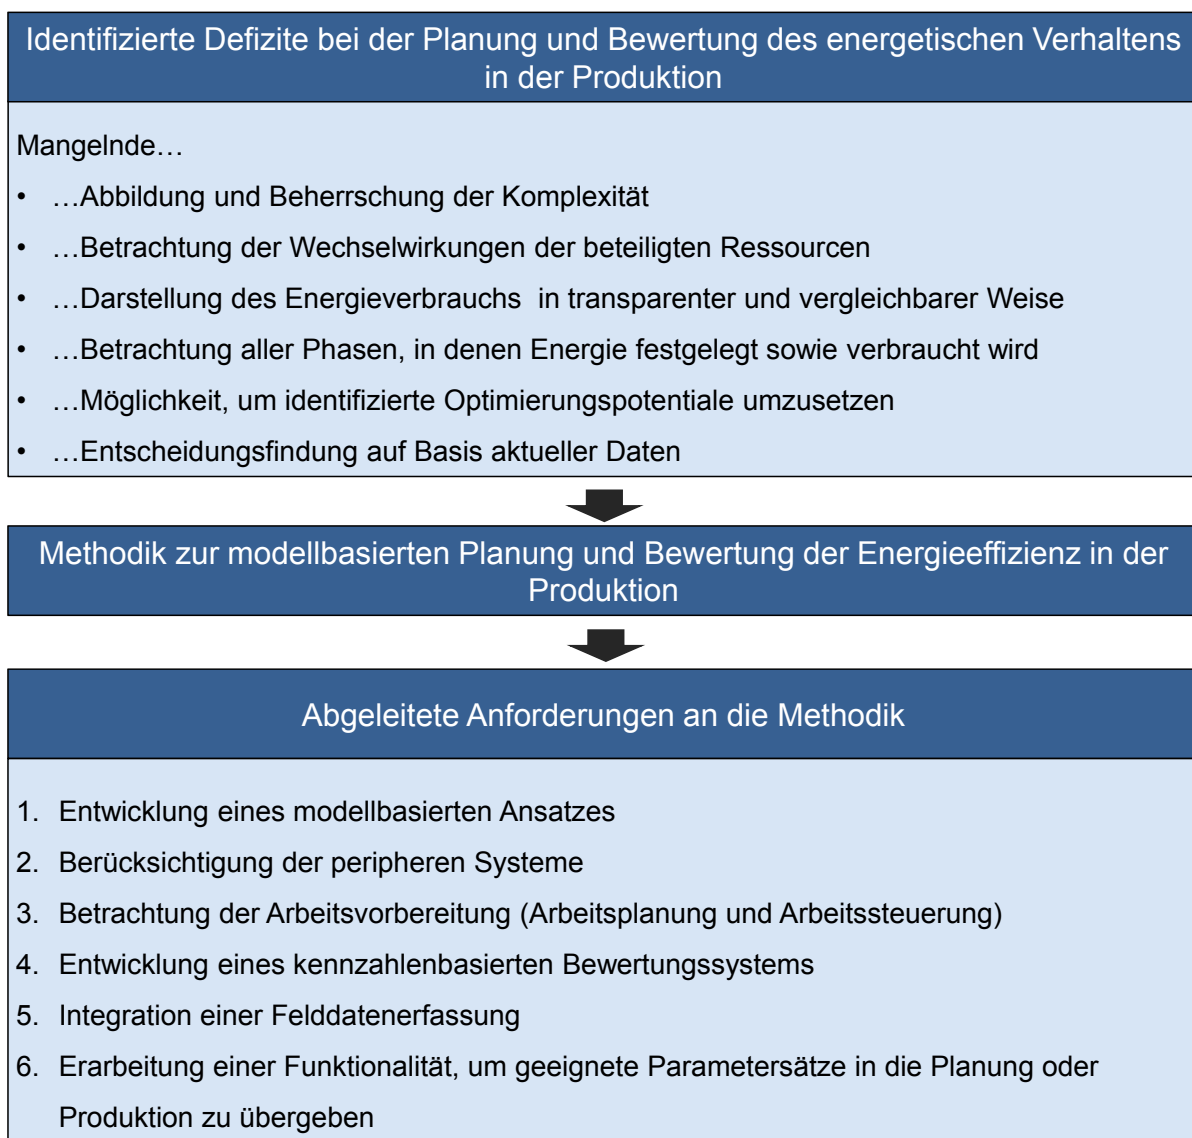 Identifizierte Defizite bei der Planung und Bewertung des energetischen Verhaltens
in der Produktion
Mangelnde…
• …Abbildung und Beherrschung der Komplexität
• …Betrachtung der Wechselwirkungen der beteiligten Ressourcen
• …Darstellung des Energieverbrauchs  in transparenter und vergleichbarer Weise
• …Betrachtung aller Phasen, in denen Energie festgelegt sowie verbraucht wird
• …Möglichkeit, um identifizierte Optimierungspotentiale umzusetzen
• …Entscheidungsfindung auf Basis aktueller Daten
Methodik zur modellbasierten Planung und Bewertung der Energieeffizienz in der
Produktion
Abgeleitete Anforderungen an die Methodik
1. Entwicklung eines modellbasierten Ansatzes
2. Berücksichtigung der peripheren Systeme
3. Betrachtung der Arbeitsvorbereitung (Arbeitsplanung und Arbeitssteuerung)
4. Entwicklung eines kennzahlenbasierten Bewertungssystems
5. Integration einer Felddatenerfassung
6. Erarbeitung einer Funktionalität, um geeignete Parametersätze in die Planung oder
Produktion zu übergeben